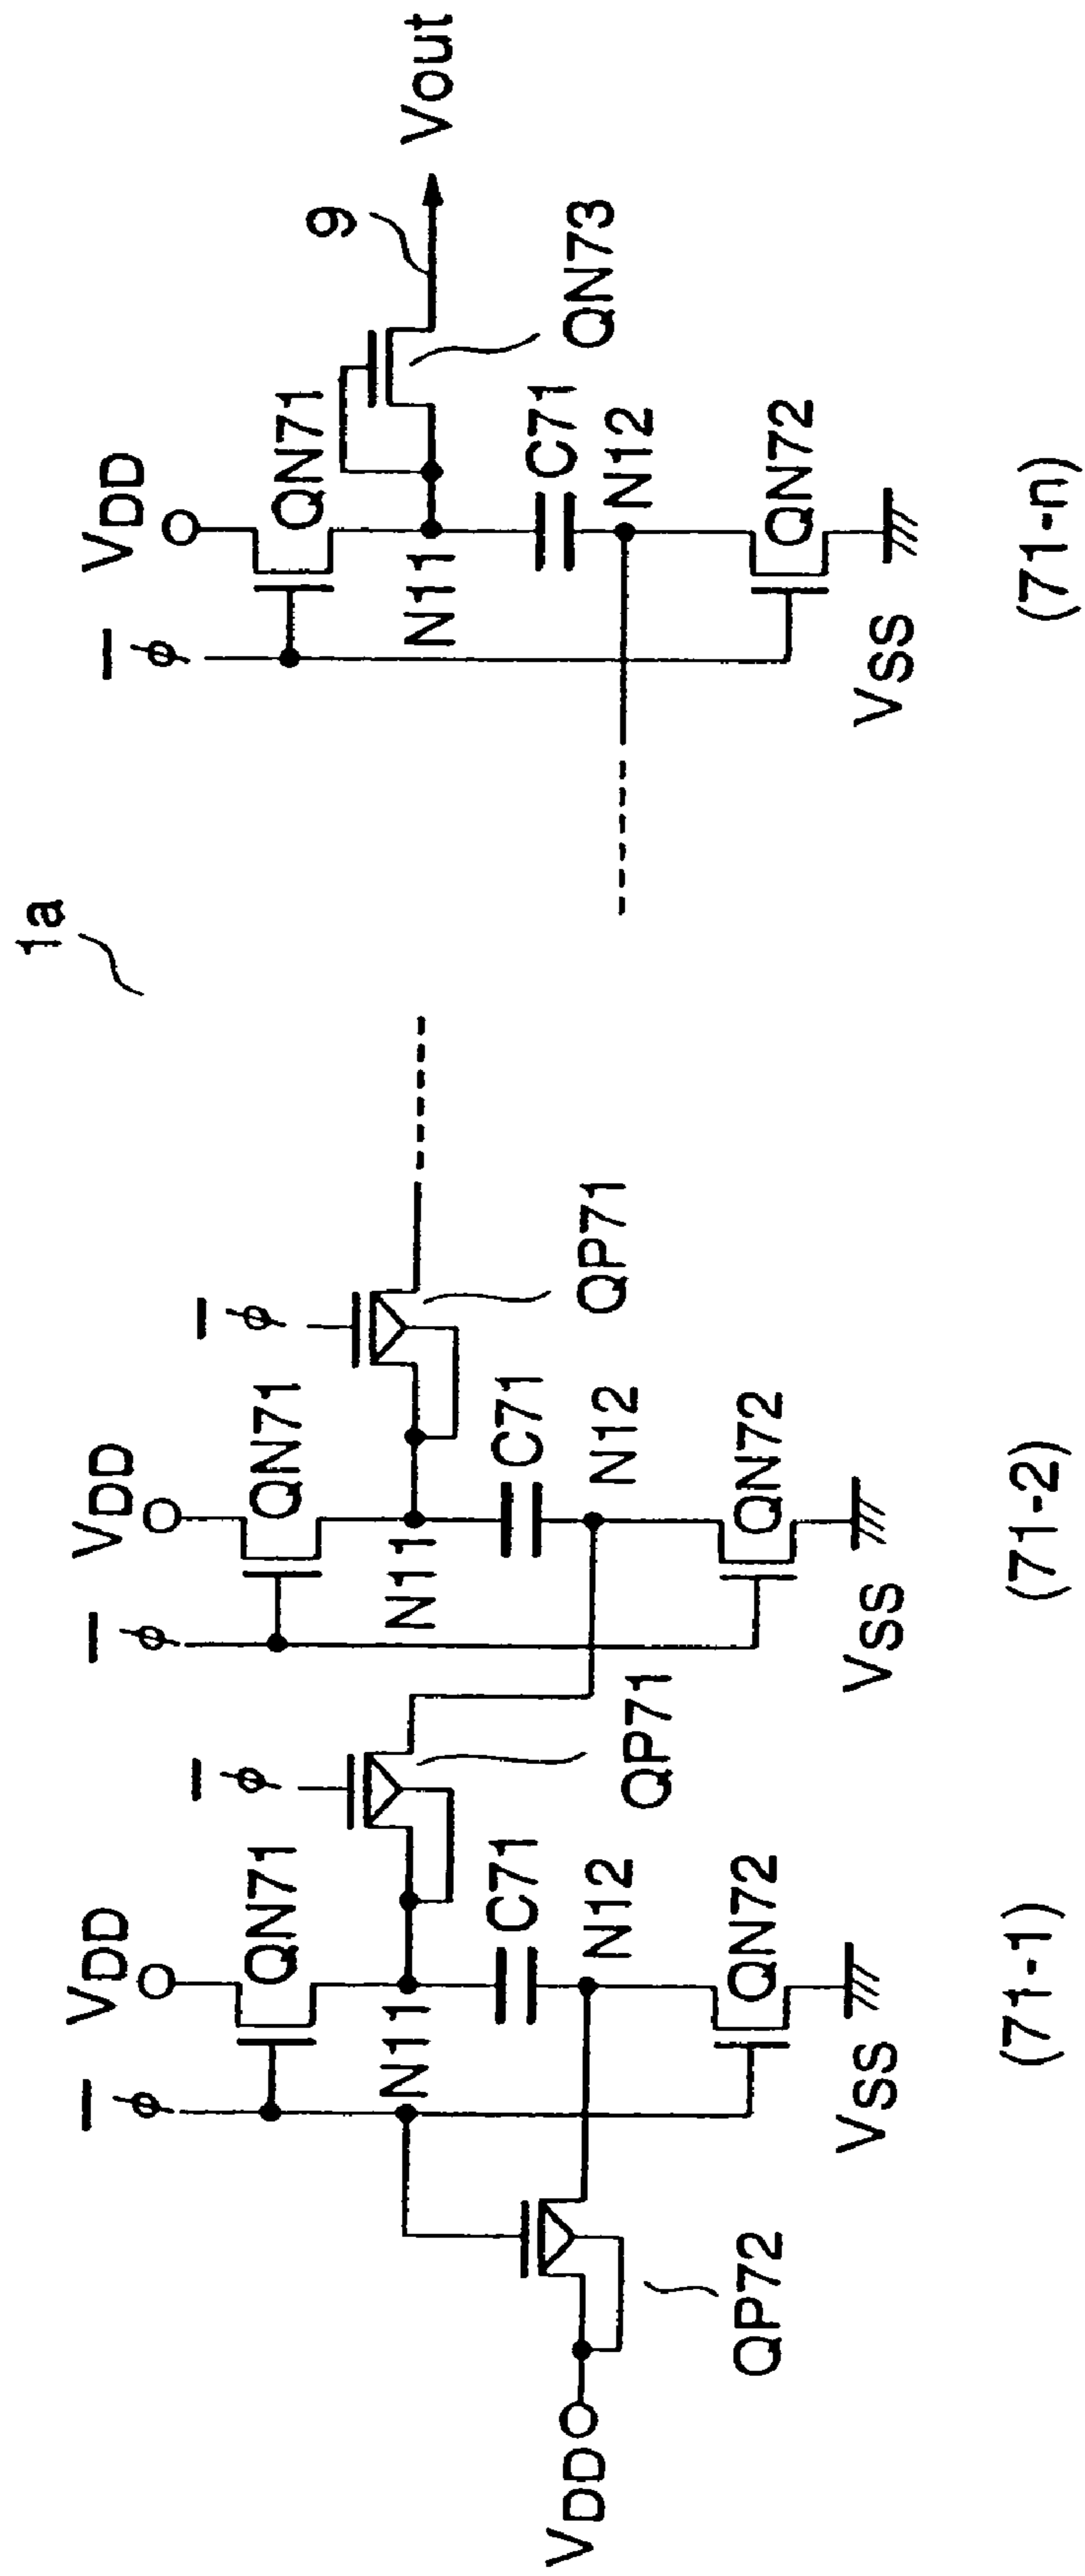 1a
VDD
φ̅
QN71
N11
C71
N12
QN72
VSS
VDD
QP72
(71-1)
φ̅
QP71
VDD
φ̅
QN71
N11
C71
N12
QN72
VSS
(71-2)
φ̅
QP71
VDD
φ̅
QN71
N11
C71
N12
QN72
VSS
(71-n)
QN73
9
Vout